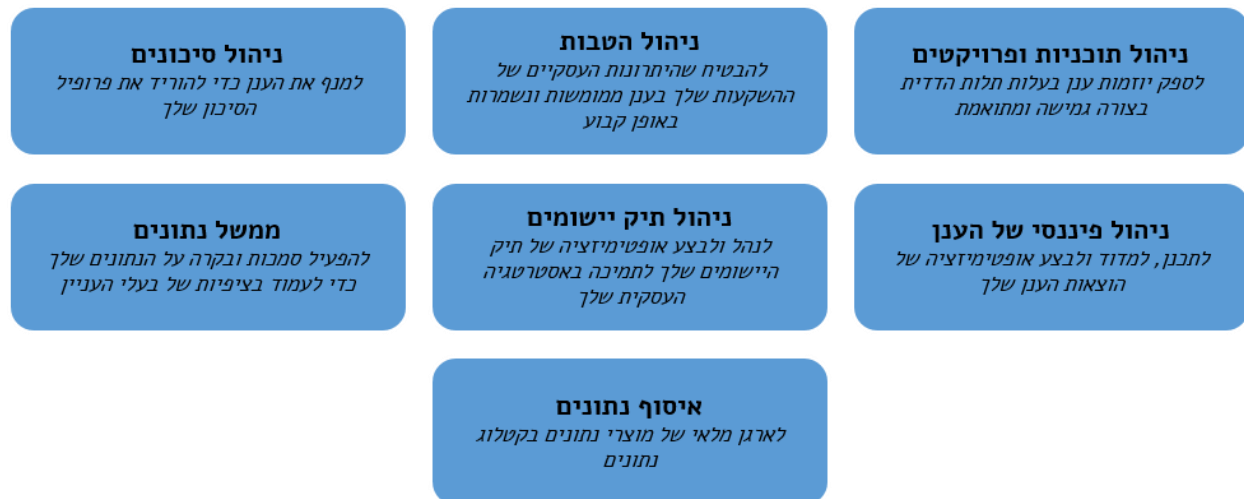 ניהול תוכניות ופרויקטים
לספק יוזמות ענן בעלות תלות הדדית
בצורה גמישה ומתואמת
ניהול הטבות
להבטיח שהיתרונות העסקיים של
ההשקעות שלך בענן ממומשות ונשמרות
באופן קבוע
ניהול סיכונים
למנף את הענן כדי להוריד את פרופיל
הסיכון שלך
ניהול פיננסי של הענן
לתכנן, למדוד ולבצע אופטימיזציה של
הוצאות הענן שלך
ניהול תיק יישומים
לנהל ולבצע אופטימיזציה של תיק
היישומים שלך לתמיכה באסטרטגיה
העסקית שלך
ממשל נתונים
להפעיל סמכות ובקרה על הנתונים שלך
כדי לעמוד בציפיות של בעלי העניין
איסוף נתונים
לארגן מלאי של מוצרי נתונים בקטלוג
נתונים